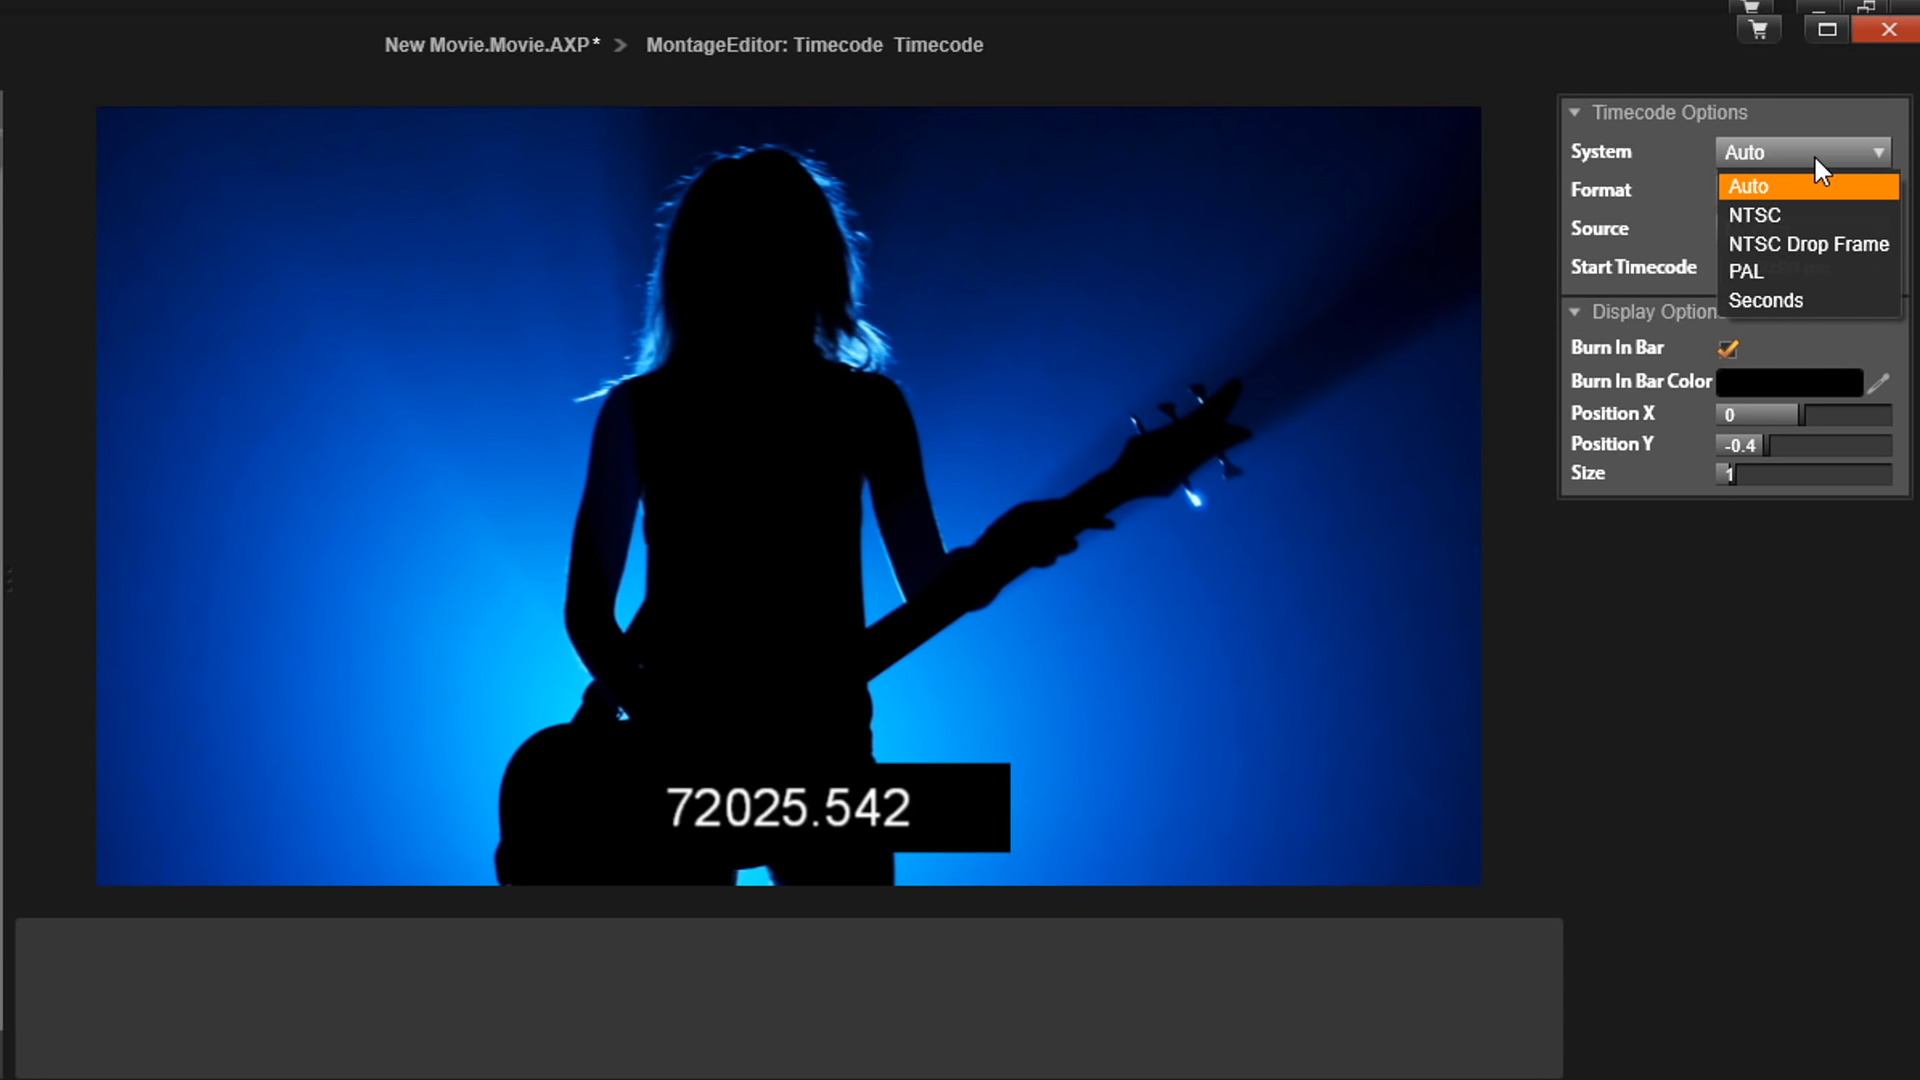 New Movie.Movie.AXP* > MontageEditor: Timecode Timecode
Timecode Options
System Auto
Auto
Format
NTSC
Source
NTSC Drop Frame
Start Timecode
PAL
Seconds
Display Option
Burn In Bar
Burn In Bar Color
Position X 0
Position Y -0.4
Size 1
72025.542